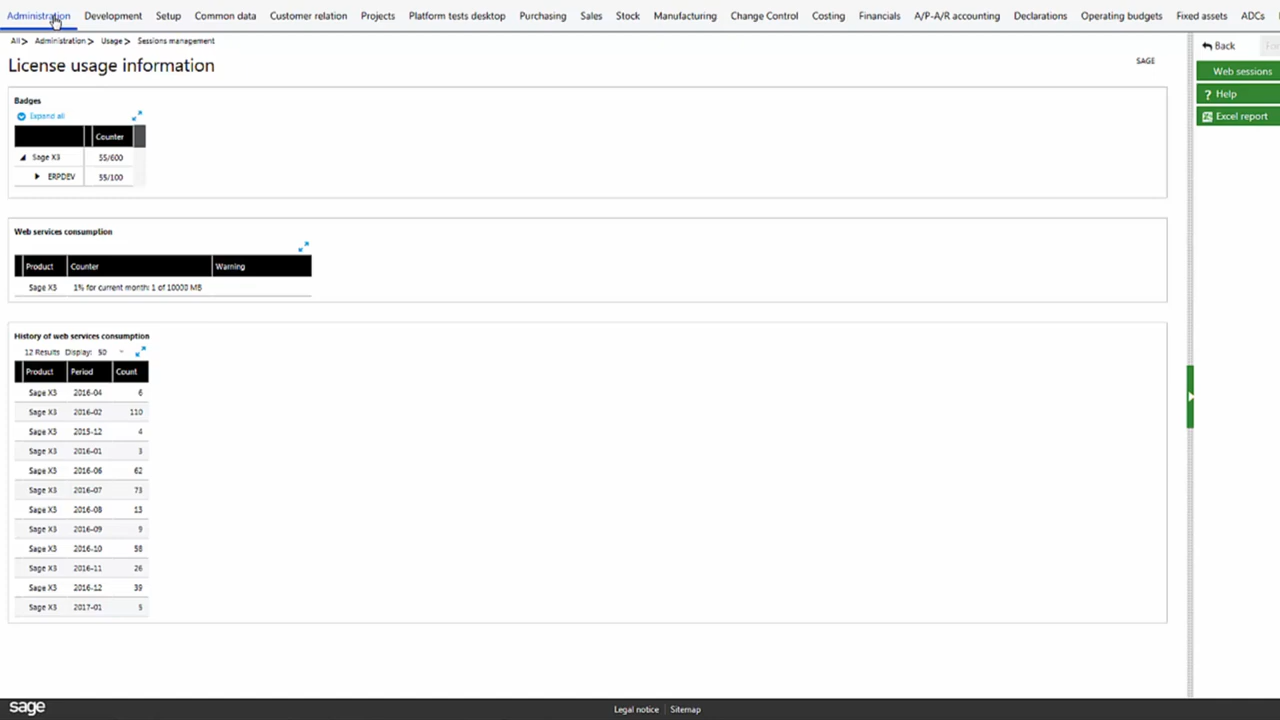 Administration Development Setup Common data Customer relation Projects Platform tests desktop Purchasing Sales Stock Manufacturing Change Control Costing Financials A/P-A/R accounting Declarations Operating budgets Fixed assets ADCs
All > Administration > Usage > Sessions management
Back
License usage information
SAGE
Web sessions
? Help
Excel report
Badges
Expand all
Counter
Sage X3 55/600
ERPDEV 55/100
Web services consumption
Product Counter Warning
Sage X3 1% for current month: 1 of 10000 MB
History of web services consumption
12 Results Display: 50
Product Period Count
Sage X3 2016-04 6
Sage X3 2016-02 110
Sage X3 2015-12 4
Sage X3 2016-01 3
Sage X3 2016-06 62
Sage X3 2016-07 73
Sage X3 2016-08 13
Sage X3 2016-09 9
Sage X3 2016-10 58
Sage X3 2016-11 26
Sage X3 2016-12 39
Sage X3 2017-01 5
sage
Legal notice | Sitemap